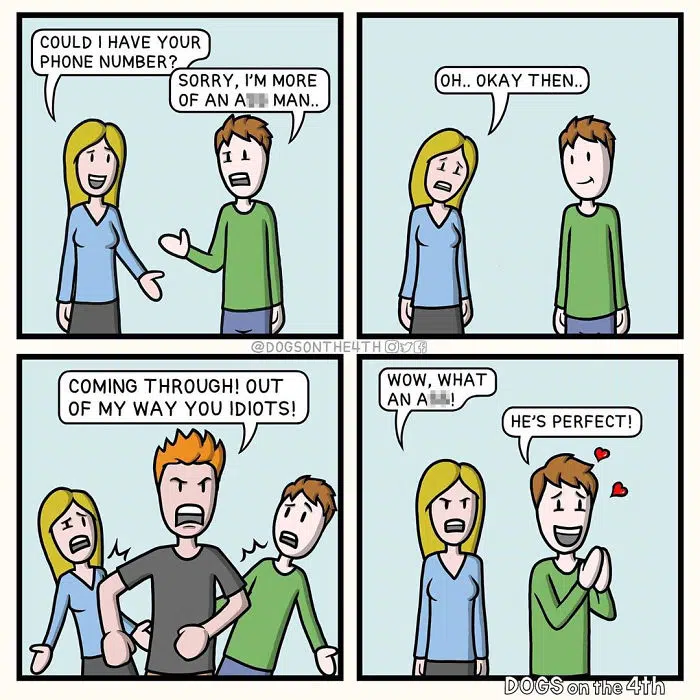 COULD I HAVE YOUR
PHONE NUMBER?
SORRY, I'M MORE
OF AN A MAN..
OH.. OKAY THEN..
@DOGSONTHE4TH
COMING THROUGH! OUT
OF MY WAY YOU IDIOTS!
WOW, WHAT
AN A !
HE'S PERFECT!
DOGS on the 4th